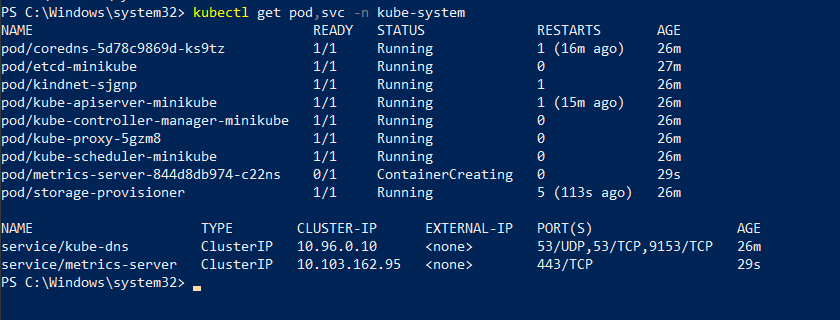 PS C:\Windows\system32> kubectl get pod,svc -n kube-system
NAME READY STATUS RESTARTS AGE
pod/coredns-5d78c9869d-ks9tz 1/1 Running 1 (16m ago) 26m
pod/etcd-minikube 1/1 Running 0 27m
pod/kindnet-sjgnp 1/1 Running 1 26m
pod/kube-apiserver-minikube 1/1 Running 1 (15m ago) 26m
pod/kube-controller-manager-minikube 1/1 Running 0 26m
pod/kube-proxy-5gzm8 1/1 Running 0 26m
pod/kube-scheduler-minikube 1/1 Running 0 26m
pod/metrics-server-844d8db974-c22ns 0/1 ContainerCreating 0 29s
pod/storage-provisioner 1/1 Running 5 (113s ago) 26m
NAME TYPE CLUSTER-IP EXTERNAL-IP PORT(S) AGE
service/kube-dns ClusterIP 10.96.0.10 <none> 53/UDP,53/TCP,9153/TCP 26m
service/metrics-server ClusterIP 10.103.162.95 <none> 443/TCP 29s
PS C:\Windows\system32>